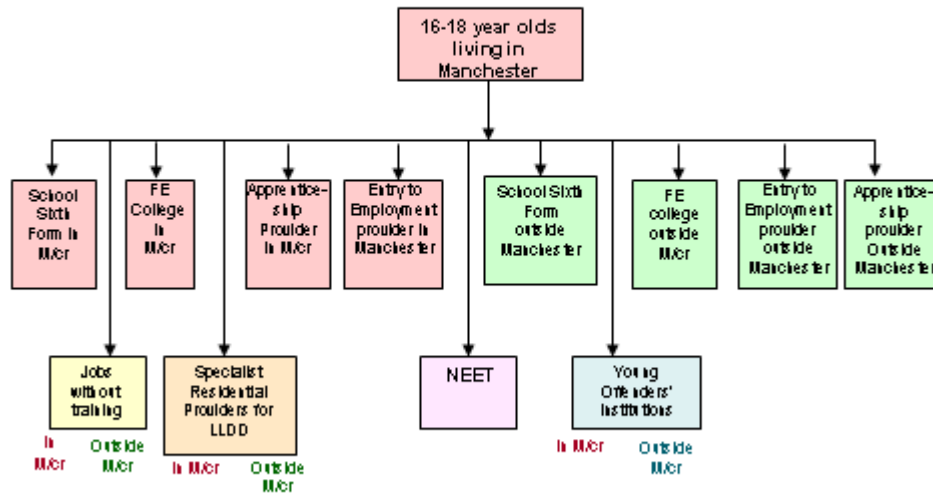 16-18 year olds
living in
Manchester
School
Sixth
Form in
M/cr
FE
College
in
M/cr
Apprentice-
ship
Provider
in M/cr
Entry to
Employment
provider in
Manchester
School Sixth
Form
outside
Manchester
FE
college
outside
M/cr
Entry to
Employment
provider
outside
Manchester
Apprentice-
ship
provider
Outside
Manchester
Jobs
without
training
In
M/cr
Outside
M/cr
Specialist
Residential
Providers for
LLDD
In M/cr
Outside
M/cr
NEET
Young
Offenders'
Institutions
In M/cr
Outside
M/cr